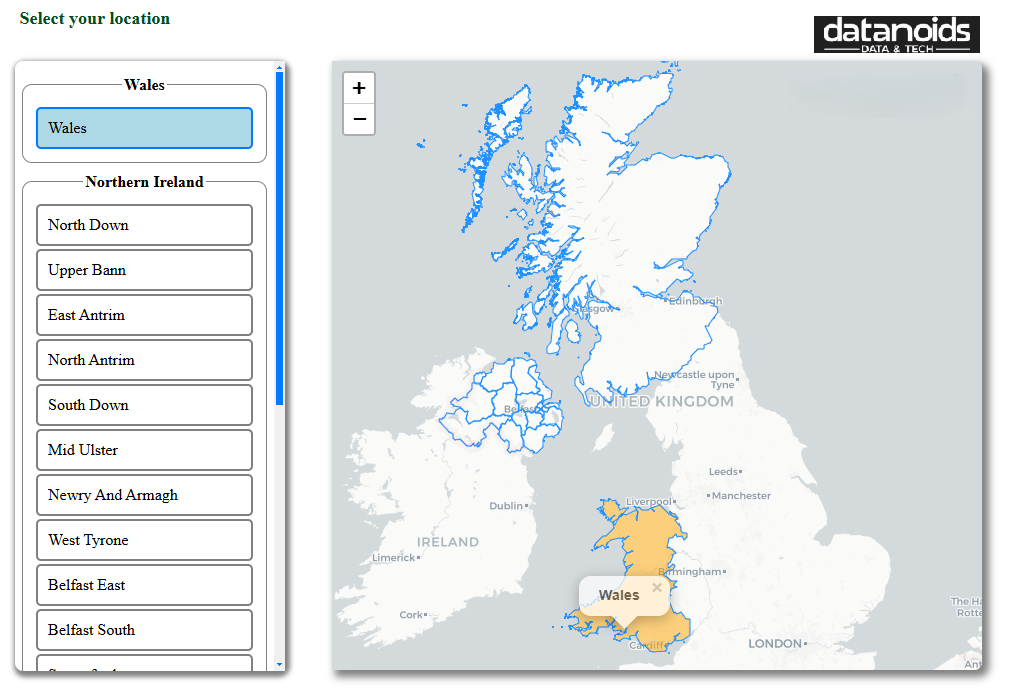 Select your location
datanoids
DATA & TECH
Wales
Wales
Northern Ireland
North Down
Upper Bann
East Antrim
North Antrim
South Down
Mid Ulster
Newry And Armagh
West Tyrone
Belfast East
Belfast South
+
−
Edinburgh
Glasgow
Newcastle upon
Tyne
UNITED KINGDOM
Belfast
Leeds
Manchester
Liverpool
Dublin
IRELAND
Limerick
Birmingham
Wales
×
Cork
Cardiff
LONDON
The Ha
Rotte
Ant